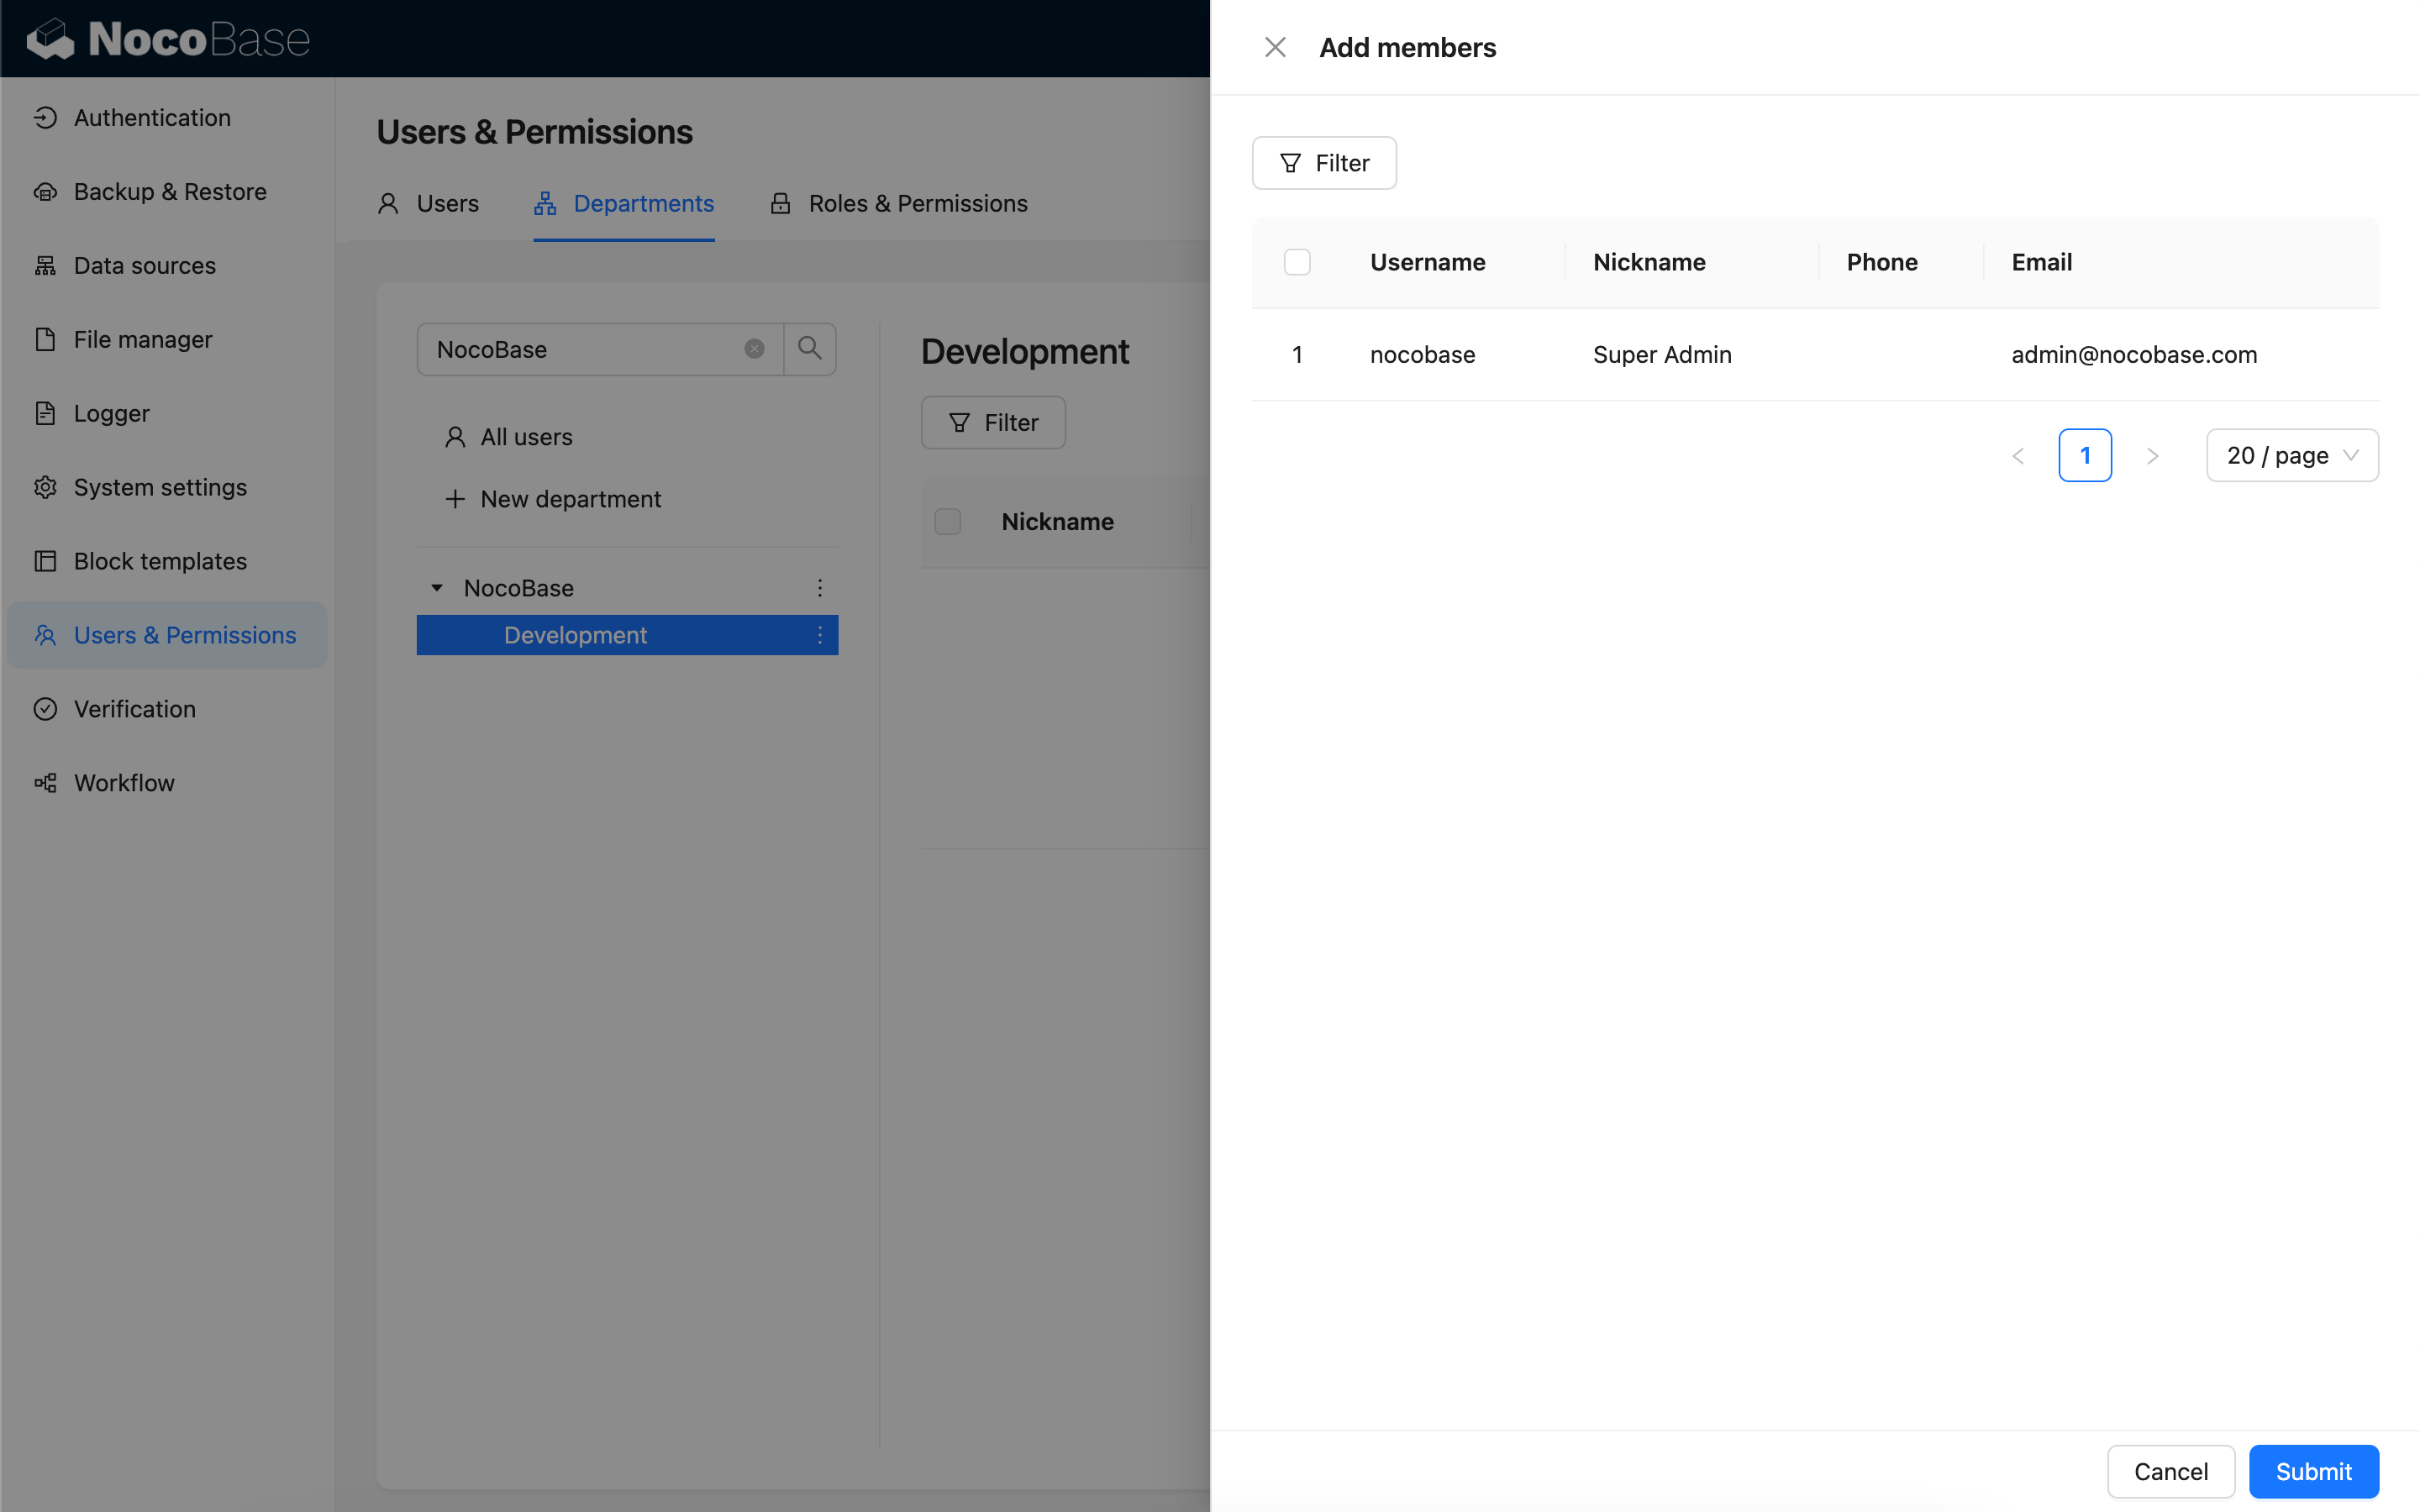 NocoBase
Authentication
Backup & Restore
Data sources
File manager
Logger
System settings
Block templates
Users & Permissions
Verification
Workflow
Users & Permissions
Users
Departments
Roles & Permissions
NocoBase
All users
New department
NocoBase
Development
Development
Filter
Nickname
Add members
Filter
Username Nickname Phone Email
1 nocobase Super Admin admin@nocobase.com
1 20 / page
Cancel Submit